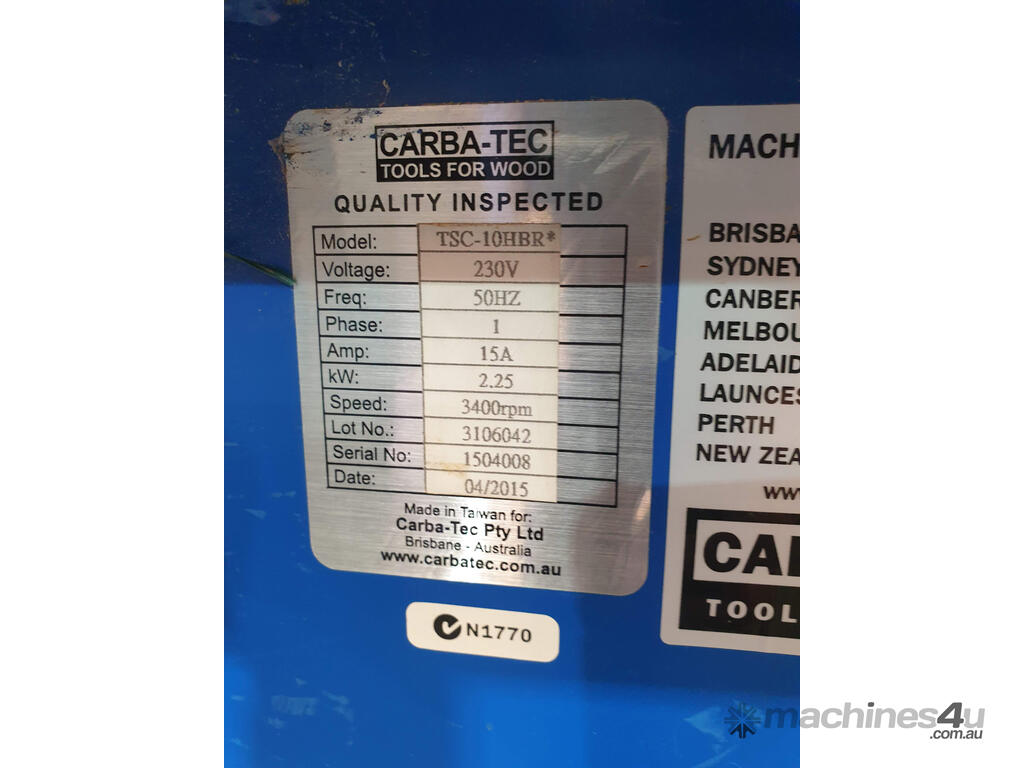 CARBA-TEC
TOOLS FOR WOOD
QUALITY INSPECTED
Model: TSC-10HBR*
Voltage: 230V
Freq: 50HZ
Phase: 1
Amp: 15A
kW: 2.25
Speed: 3400rpm
Lot No.: 3106042
Serial No: 1504008
Date: 04/2015
Made in Taiwan for:
Carba-Tec Pty Ltd
Brisbane - Australia
www.carbatec.com.au
N1770
MACH
BRISBA
SYDNEY
CANBER
MELBOU
ADELAID
LAUNCES
PERTH
NEW ZEA
www
CAR
TOOL
machines4u
.com.au